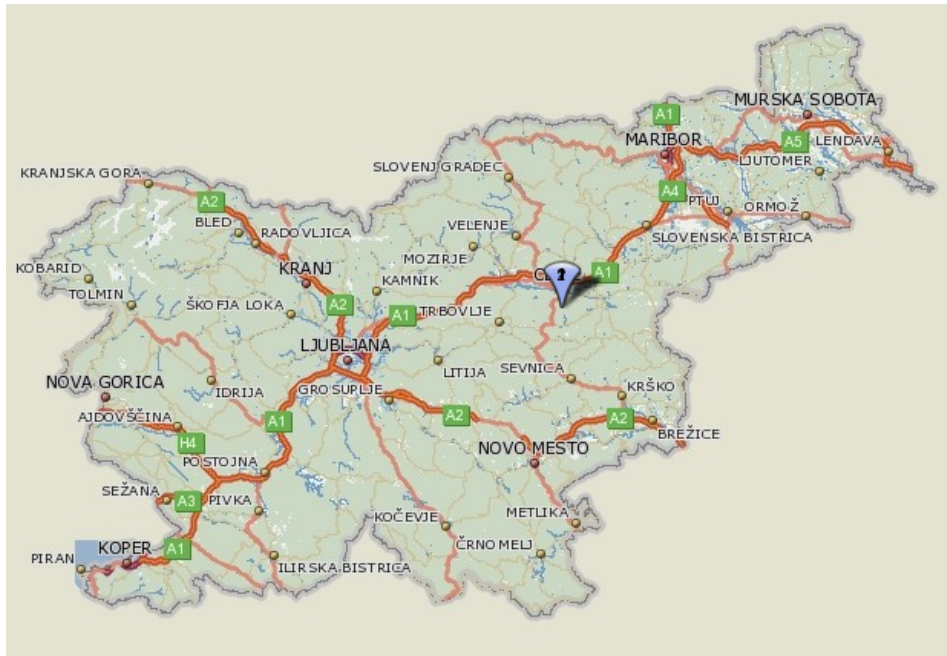 A1
MURSKA SOBOTA
MARIBOR
A5
LENDAVA
LJUTOMER
SLOVENJ GRADEC
KRANJSKA GORA
A2
A4
PTUJ
ORMOŽ
BLED
RADOVLJICA
VELENJE
SLOVENSKA BISTRICA
MOZIRJE
KOBARID
KRANJ
A1
TOLMIN
KAMNIK
ŠKOFJA LOKA
A2
A1
TRBOVLJE
LJUBLJANA
LITIJA
SEVNICA
NOVA GORICA
IDRIJA
GROSUPLJE
KRŠKO
AJDOVŠČINA
A1
A2
A2
BREŽICE
H4
NOVO MESTO
POSTOJNA
SEŽANA
A3
PIVKA
KOČEVJE
METLIKA
KOPER
A1
ČRNOMELJ
PIRAN
ILIRSKA BISTRICA